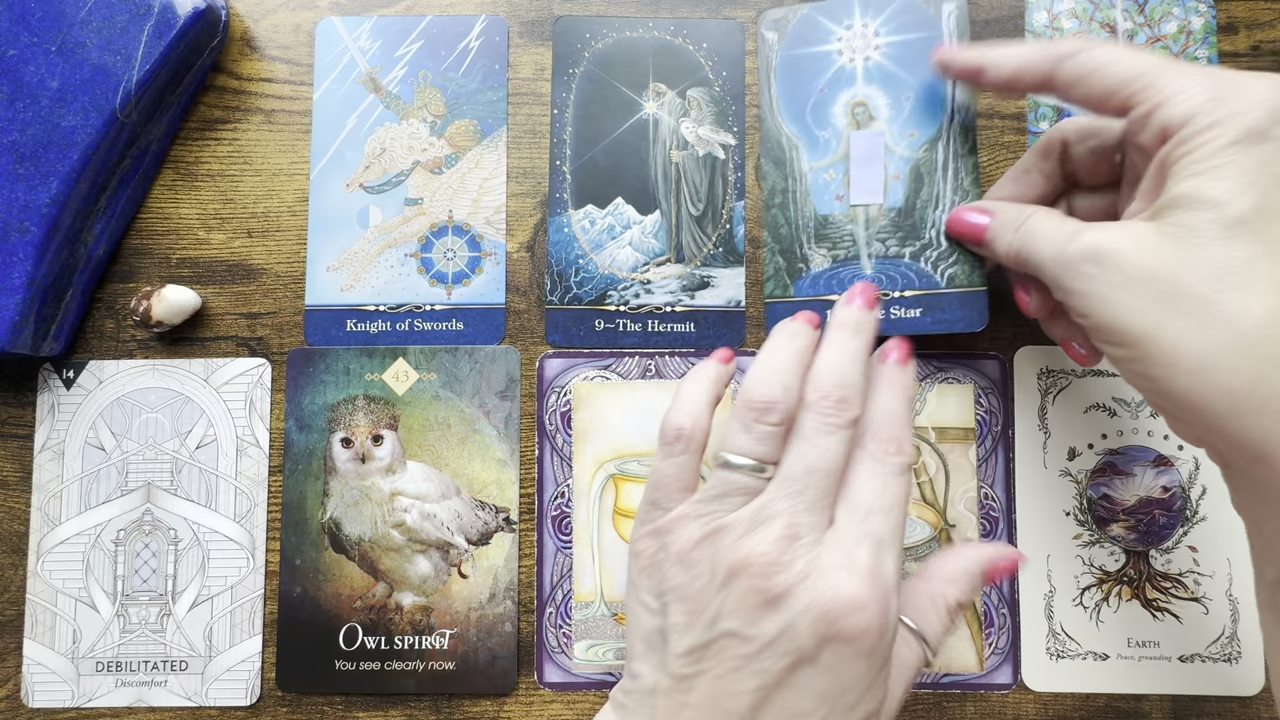 Knight of Swords
9~The Hermit
Star
14
DEBILITATED
Discomfort
43
OWL SPIRIT
You see clearly now.
3
EARTH
Peace, grounding